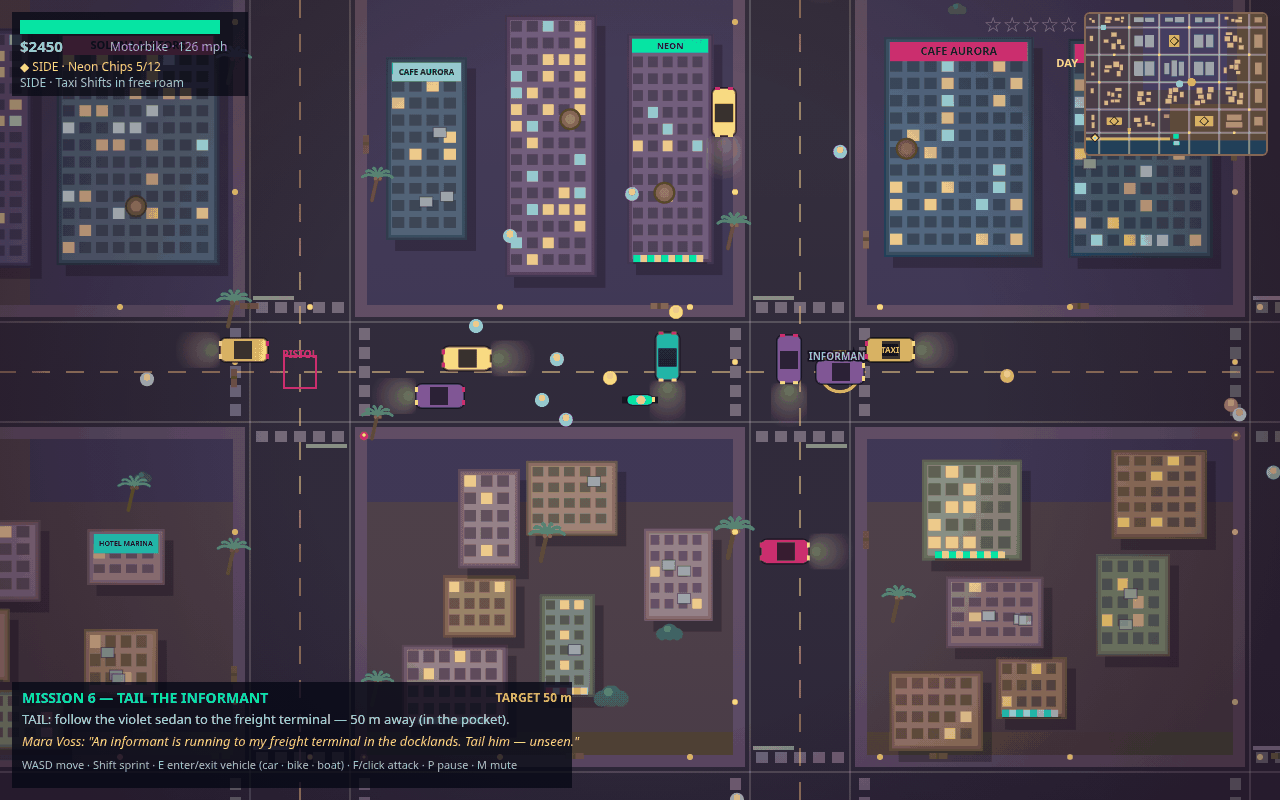 $2450
Motorbike · 126 mph
◆ SIDE · Neon Chips 5/12
SIDE · Taxi Shifts in free roam
☆☆☆☆☆
DAY
CAFE AURORA
NEON
CAFE AURORA
PISTOL
INFORMAN
TAXI
HOTEL MARINA
MISSION 6 — TAIL THE INFORMANT
TARGET 50 m
TAIL: follow the violet sedan to the freight terminal — 50 m away (in the pocket).
Mara Voss: "An informant is running to my freight terminal in the docklands. Tail him — unseen."
WASD move · Shift sprint · E enter/exit vehicle (car · bike · boat) · F/click attack · P pause · M mute